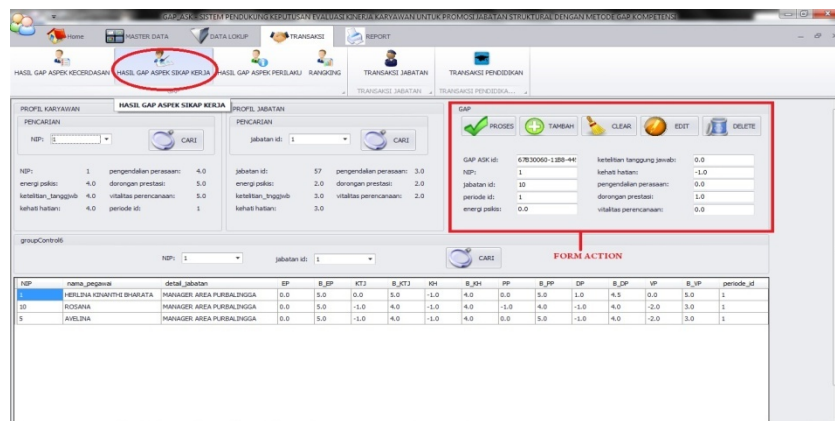 GAP_ASK: SISTEM PENDUKUNG KEPUTUSAN EVALUASI KINERJA KARYAWAN UNTUK PROMOSI JABATAN STRUKTURAL DENGAN METODE GAP KOMPETENSI
Home MASTER DATA DATA LOKUP TRANSAKSI REPORT
HASIL GAP ASPEK KECERDASAN HASIL GAP ASPEK SIKAP KERJA HASIL GAP ASPEK PERILAKU RANGKING TRANSAKSI JABATAN TRANSAKSI PENDIDIKAN
TRANSAKSI JABATAN TRANSAKSI PENDIDIKA...
HASIL GAP ASPEK SIKAP KERJA
PROFIL KARYAWAN PROFIL JABATAN GAP
PENCARIAN PENCARIAN
PROSES TAMBAH CLEAR EDIT DELETE
NIP: 1 CARI jabatan id: 1 CARI
GAP ASK id: 67B30060-11B8-44 ketelitian tanggung jawab: 0.0
NIP: 1 pengendalian perasaan: 4.0 jabatan id: 57 pengendalian perasaan: 3.0 NIP: 1 kehati hatian: -1.0
energi psikis: 4.0 dorongan prestasi: 5.0 energi psikis: 2.0 dorongan prestasi: 2.0 jabatan id: 10 pengendalian perasaan: 0.0
ketelitian_tanggjwb 4.0 vitalitas perencanaan: 5.0 ketelitian_tnggjwb: 3.0 vitalitas perencanaan: 2.0 periode id: 1 dorongan prestasi: 1.0
kehati hatian: 4.0 periode id: 1 kehati hatian: 3.0 energi psikis: 0.0 vitalitas perencanaan: 0.0
groupControl6
NIP: 1 jabatan id: 1 CARI FORM ACTION
NIP nama_pegawai detail_jabatan EP B_EP KTJ B_KTJ KH B_KH PP B_PP DP B_DP VP B_VP periode_id
1 HERLINA KINANTHI BHARATA MANAGER AREA PURBALINGGA 0.0 5.0 0.0 5.0 -1.0 4.0 0.0 5.0 1.0 4.5 0.0 5.0 1
10 ROSANA MANAGER AREA PURBALINGGA 0.0 5.0 -1.0 4.0 -1.0 4.0 -1.0 4.0 -1.0 4.0 -2.0 3.0 1
5 AVELINA MANAGER AREA PURBALINGGA 0.0 5.0 -1.0 4.0 -1.0 4.0 0.0 5.0 -1.0 4.0 -2.0 3.0 1